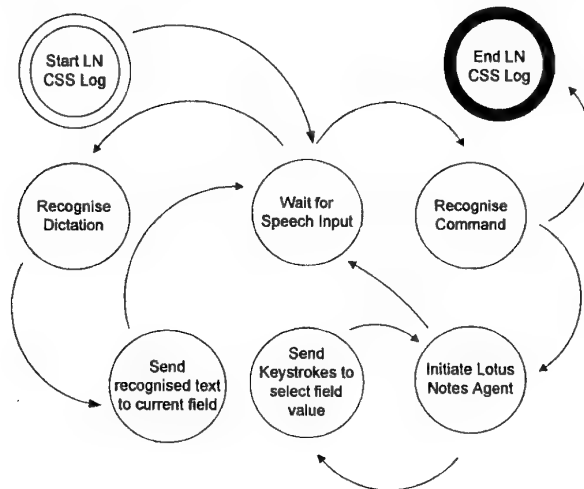 Start LN
CSS Log
End LN
CSS Log
Recognise
Dictation
Wait for
Speech Input
Recognise
Command
Send
recognised text
to current field
Send
Keystrokes to
select field
value
Initiate Lotus
Notes Agent